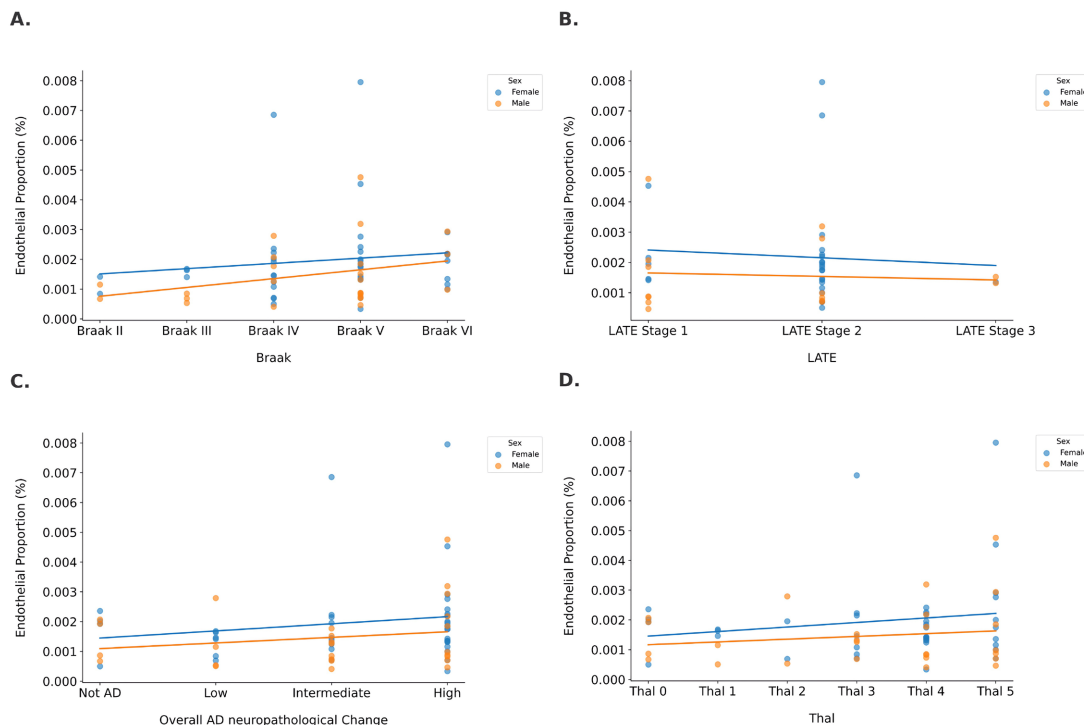 A.
Endothelial Proportion (%)
0.008
0.007
0.006
0.005
0.004
0.003
0.002
0.001
0.000
Braak II
Braak III
Braak IV
Braak V
Braak VI
Braak
Sex
Female
Male
B.
Endothelial Proportion (%)
0.008
0.007
0.006
0.005
0.004
0.003
0.002
0.001
LATE Stage 1
LATE Stage 2
LATE Stage 3
LATE
Sex
Female
Male
C.
Endothelial Proportion (%)
0.008
0.007
0.006
0.005
0.004
0.003
0.002
0.001
0.000
Not AD
Low
Intermediate
High
Overall AD neuropathological Change
Sex
Female
Male
D.
Endothelial Proportion (%)
0.008
0.007
0.006
0.005
0.004
0.003
0.002
0.001
0.000
Thal 0
Thal 1
Thal 2
Thal 3
Thal 4
Thal 5
Thal
Sex
Female
Male